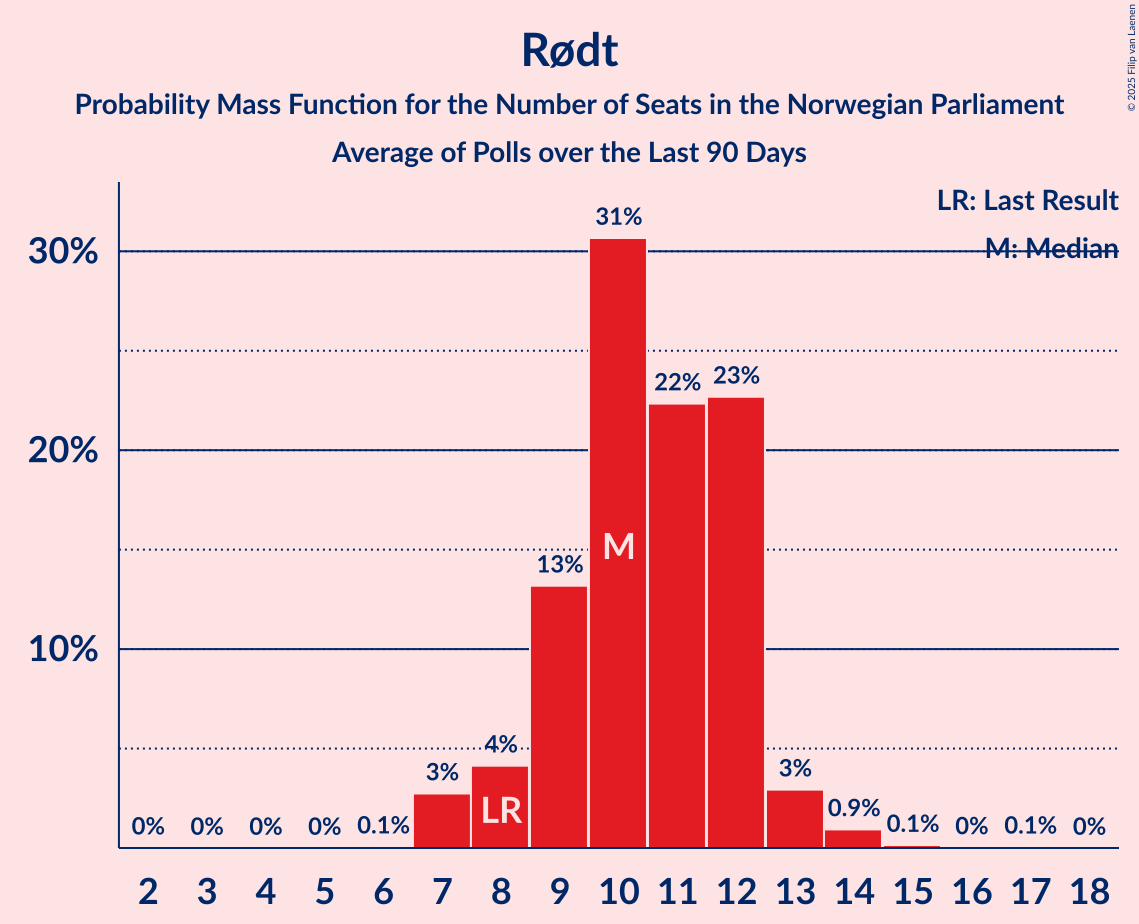 Rødt
Probability Mass Function for the Number of Seats in the Norwegian Parliament
Average of Polls over the Last 90 Days
© 2025 Filip van Laenen
LR: Last Result
M: Median
30%
20%
10%
0% 0% 0% 0% 0.1% 3% 4% 13% 31% 22% 23% 3% 0.9% 0.1% 0% 0.1% 0%
M
LR
2 3 4 5 6 7 8 9 10 11 12 13 14 15 16 17 18